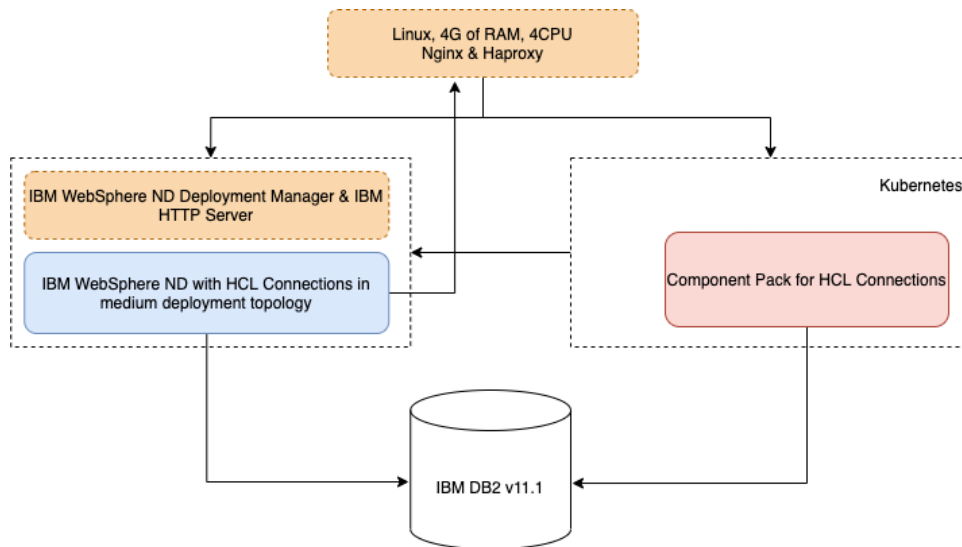 Linux, 4G of RAM, 4CPU
Nginx & Haproxy
IBM WebSphere ND Deployment Manager & IBM
HTTP Server
IBM WebSphere ND with HCL Connections in
medium deployment topology
Kubernetes
Component Pack for HCL Connections
IBM DB2 v11.1